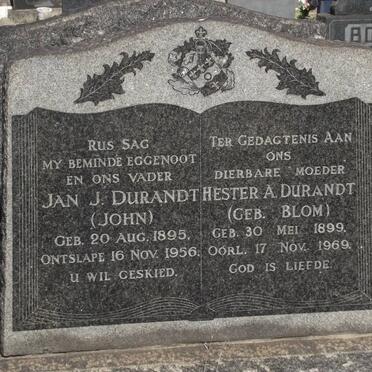 RUS SAG
MY BEMINDE EGGENOOT
EN ONS VADER
JAN J. DURANDT
(JOHN)
GEB. 20 AUG. 1895.
ONTSLAPE 16 NOV. 1956.
U WIL GESKIED.
TER GEDAGTENIS AAN
ONS
DIERBARE MOEDER
HESTER A. DURANDT
(GEB. BLOM)
GEB. 30 MEI 1899.
OORL. 17 NOV. 1969.
GOD IS LIEFDE.